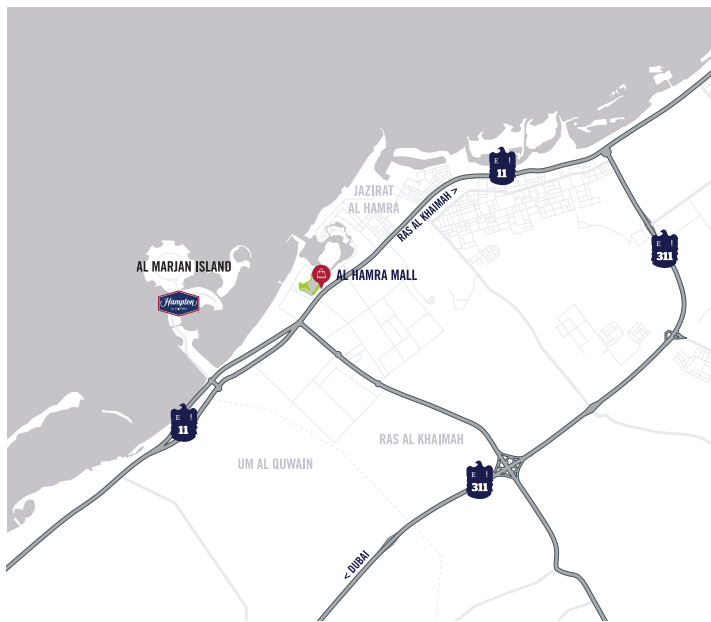 E !
11
JAZIRAT
AL HAMRA
RAS AL KHAIMAH >
E !
311
AL MARJAN ISLAND
AL HAMRA MALL
Hampton
E !
11
RAS AL KHAIMAH
UM AL QUWAIN
E !
311
< DUBAI